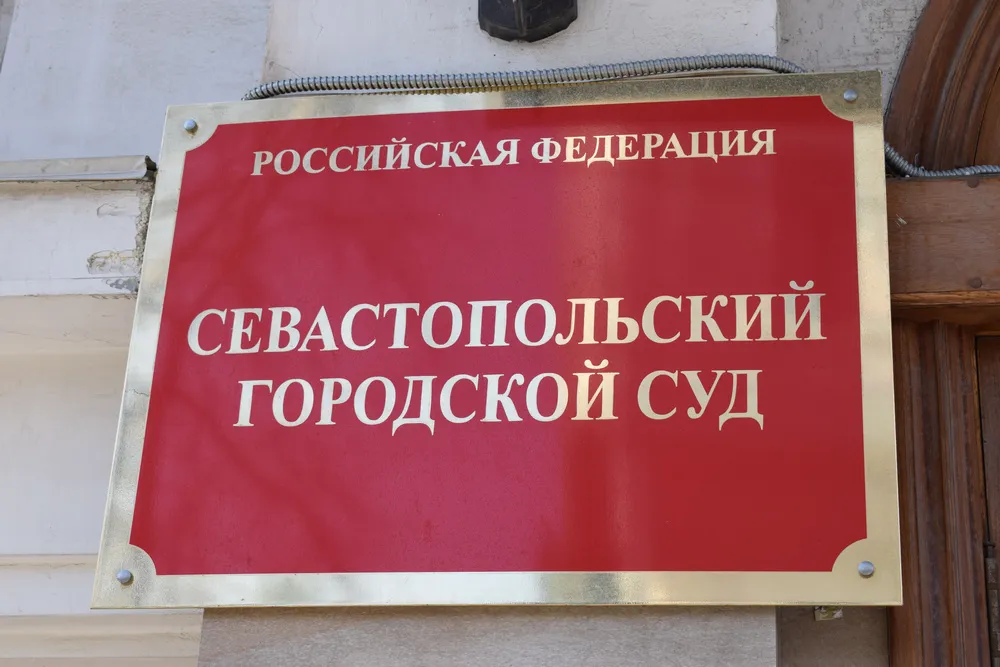 РОССИЙСКАЯ ФЕДЕРАЦИЯ
СЕВАСТОПОЛЬСКИЙ
ГОРОДСКОЙ СУД